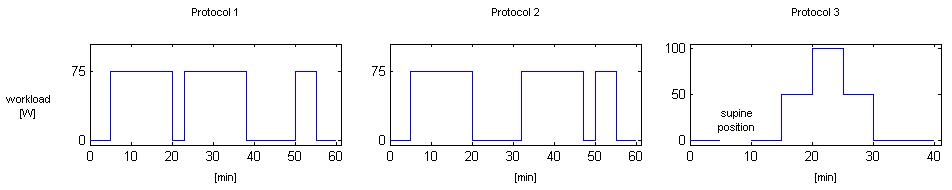 Protocol 1
Protocol 2
Protocol 3
workload
[W]
75
0
0 10 20 30 40 50 60
[min]
75
0
0 10 20 30 40 50 60
[min]
100
50
0
supine
position
0 10 20 30 40
[min]